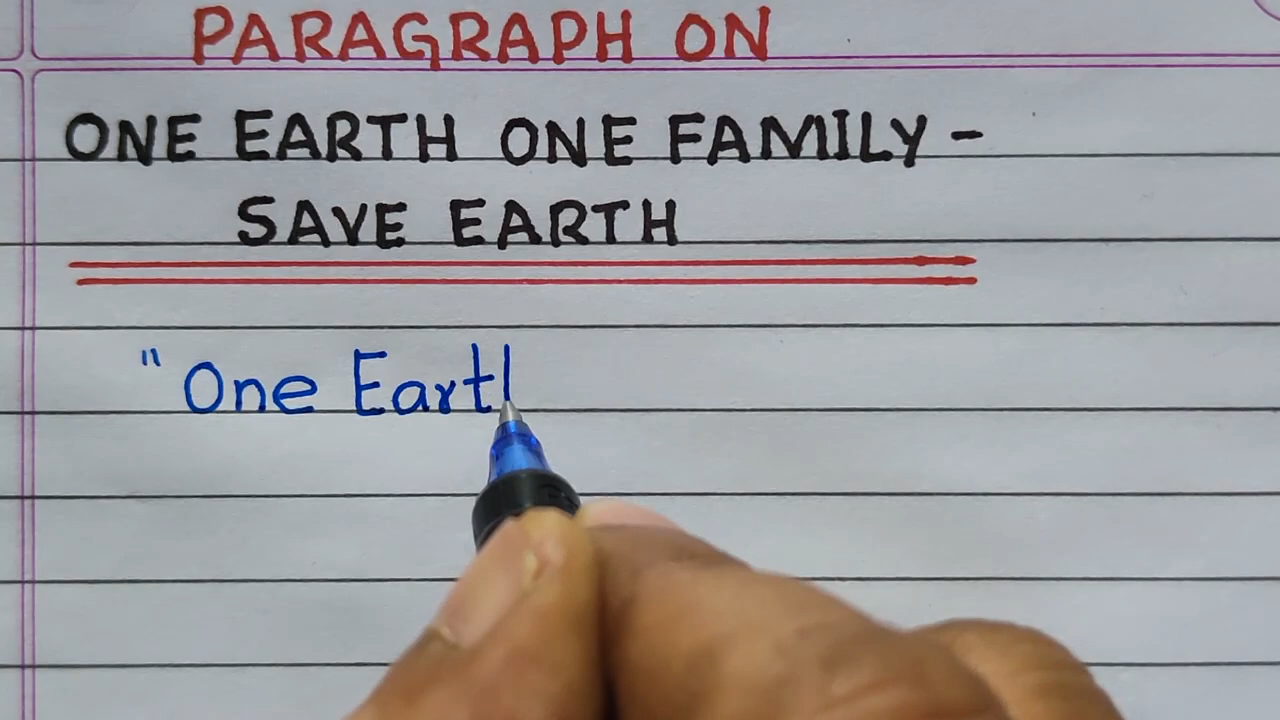 PARAGRAPH ON
ONE EARTH ONE FAMILY -
SAVE EARTH
" One Eartl